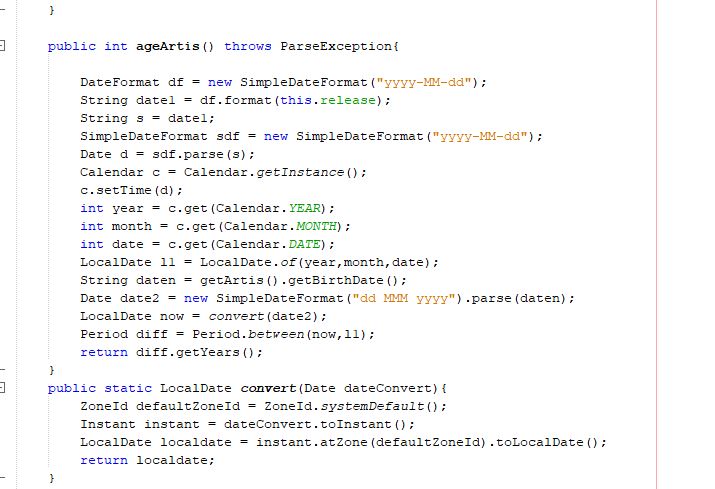 }
public int ageArtis() throws ParseException{
DateFormat df = new SimpleDateFormat("yyyy-MM-dd");
String date1 = df.format(this.release);
String s = date1;
SimpleDateFormat sdf = new SimpleDateFormat("yyyy-MM-dd");
Date d = sdf.parse(s);
Calendar c = Calendar.getInstance();
c.setTime(d);
int year = c.get(Calendar.YEAR);
int month = c.get(Calendar.MONTH);
int date = c.get(Calendar.DATE);
LocalDate l1 = LocalDate.of(year,month,date);
String daten = getArtis().getBirthDate();
Date date2 = new SimpleDateFormat("dd MMM yyyy").parse(daten);
LocalDate now = convert(date2);
Period diff = Period.between(now,l1);
return diff.getYears();
}
public static LocalDate convert(Date dateConvert){
ZoneId defaultZoneId = ZoneId.systemDefault();
Instant instant = dateConvert.toInstant();
LocalDate localdate = instant.atZone(defaultZoneId).toLocalDate();
return localdate;
}